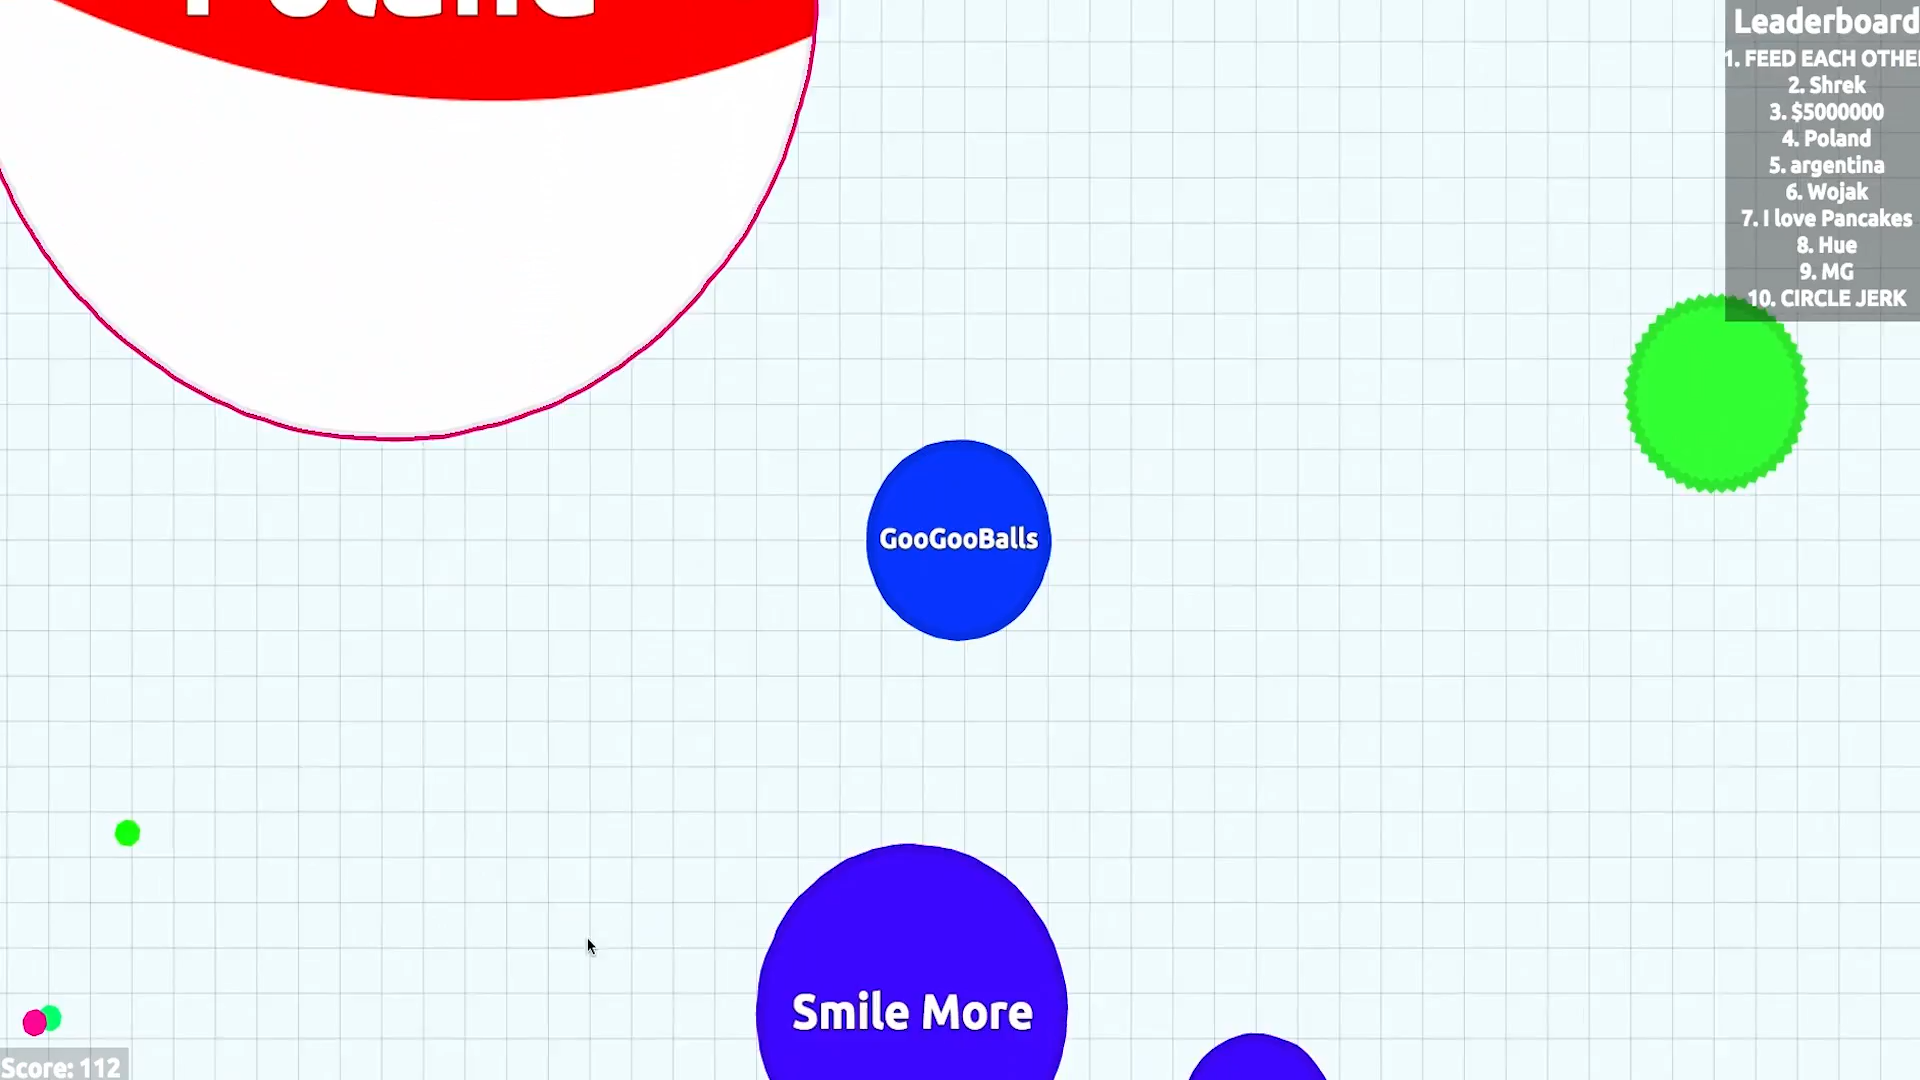 Poland
Leaderboard
1. FEED EACH OTHE
2. Shrek
3. $5000000
4. Poland
5. argentina
6. Wojak
7. I love Pancakes
8. Hue
9. MG
10. CIRCLE JERK
GooGooBalls
Smile More
Score: 112